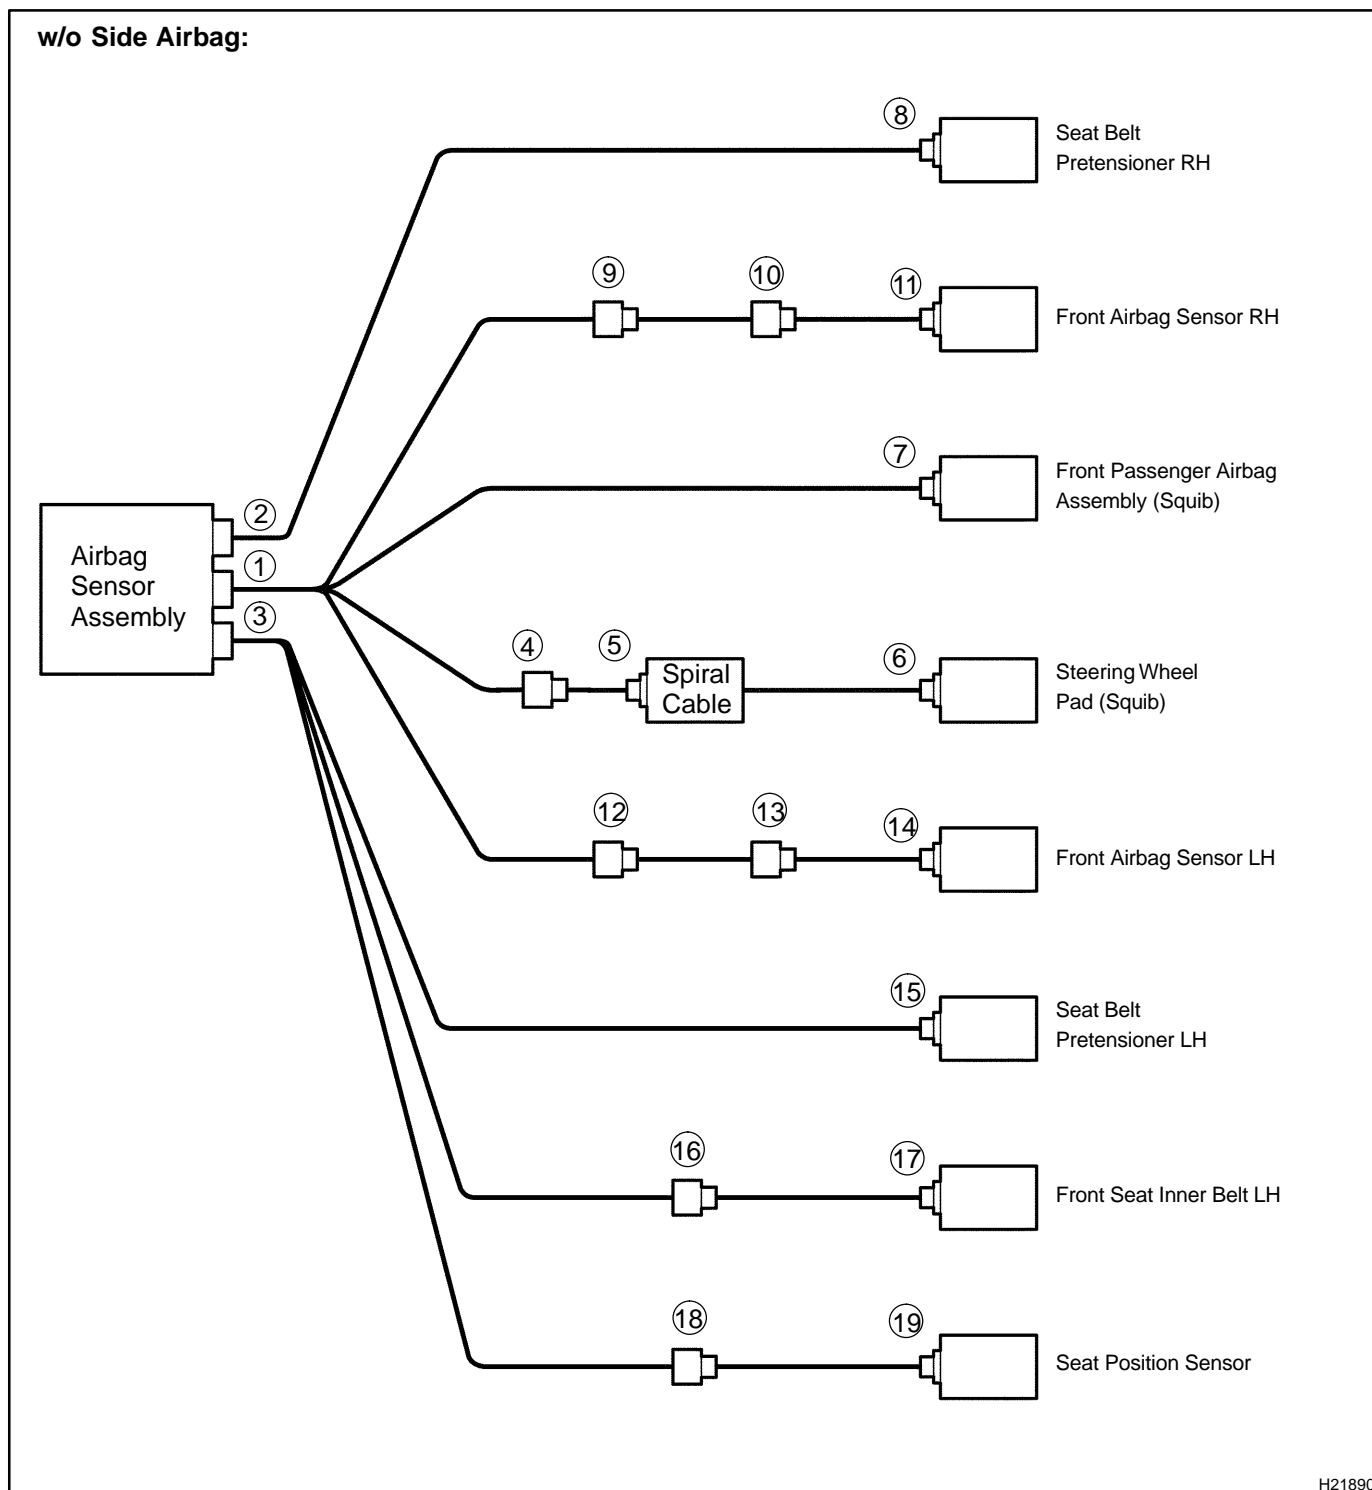 w/o Side Airbag:
8
Seat Belt
Pretensioner RH
9
10
11
Front Airbag Sensor RH
7
Front Passenger Airbag
Assembly (Squib)
2
1
3
Airbag
Sensor
Assembly
4
5
Spiral
Cable
6
Steering Wheel
Pad (Squib)
12
13
14
Front Airbag Sensor LH
15
Seat Belt
Pretensioner LH
16
17
Front Seat Inner Belt LH
18
19
Seat Position Sensor
H21890